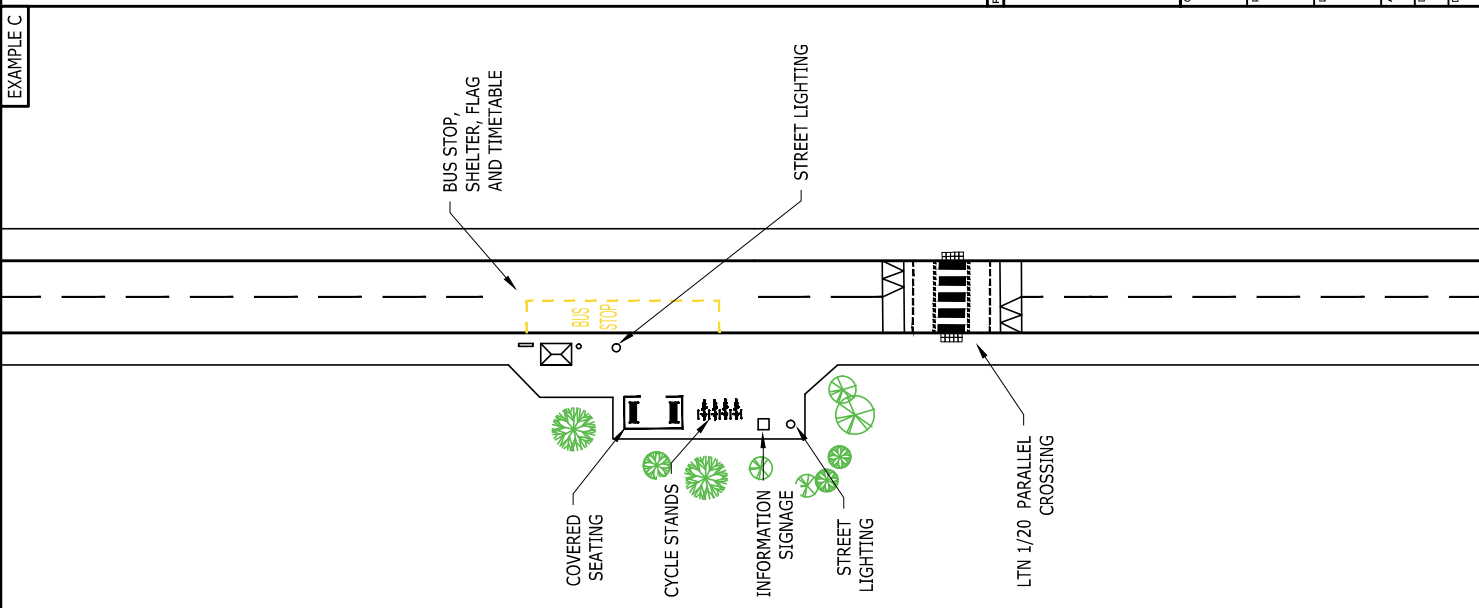 EXAMPLE C
BUS STOP,
SHELTER, FLAG
AND TIMETABLE
STREET LIGHTING
BUS
STOP
COVERED
SEATING
CYCLE STANDS
INFORMATION
SIGNAGE
STREET
LIGHTING
LTN 1/20 PARALLEL
CROSSING